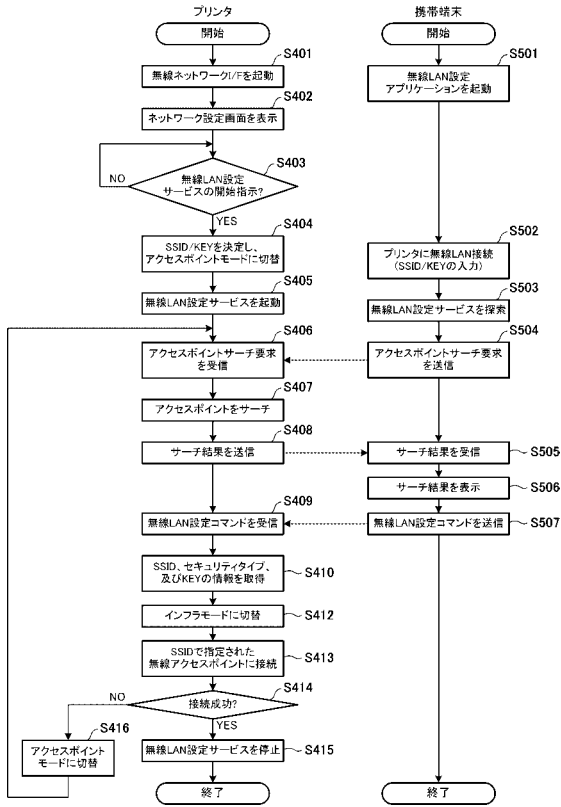 プリンタ
開始
S401
無線ネットワークI/Fを起動
S402
ネットワーク設定画面を表示
S403
無線LAN設定
サービスの開始指示?
NO
YES
S404
SSID/KEYを決定し、
アクセスポイントモードに切替
S405
無線LAN設定サービスを起動
S406
アクセスポイントサーチ要求
を受信
S407
アクセスポイントをサーチ
S408
サーチ結果を送信
S409
無線LAN設定コマンドを受信
SSID、セキュリティタイプ、
及びKEYの情報を取得
S410
インフラモードに切替
S412
SSIDで指定された
無線アクセスポイントに接続
S413
S414
接続成功?
NO
YES
S416
アクセスポイント
モードに切替
無線LAN設定サービスを停止
S415
終了
携帯端末
開始
S501
無線LAN設定
アプリケーションを起動
S502
プリンタに無線LAN接続
(SSID/KEYの入力)
S503
無線LAN設定サービスを探索
S504
アクセスポイントサーチ要求
を送信
サーチ結果を受信
S505
サーチ結果を表示
S506
無線LAN設定コマンドを送信
S507
終了